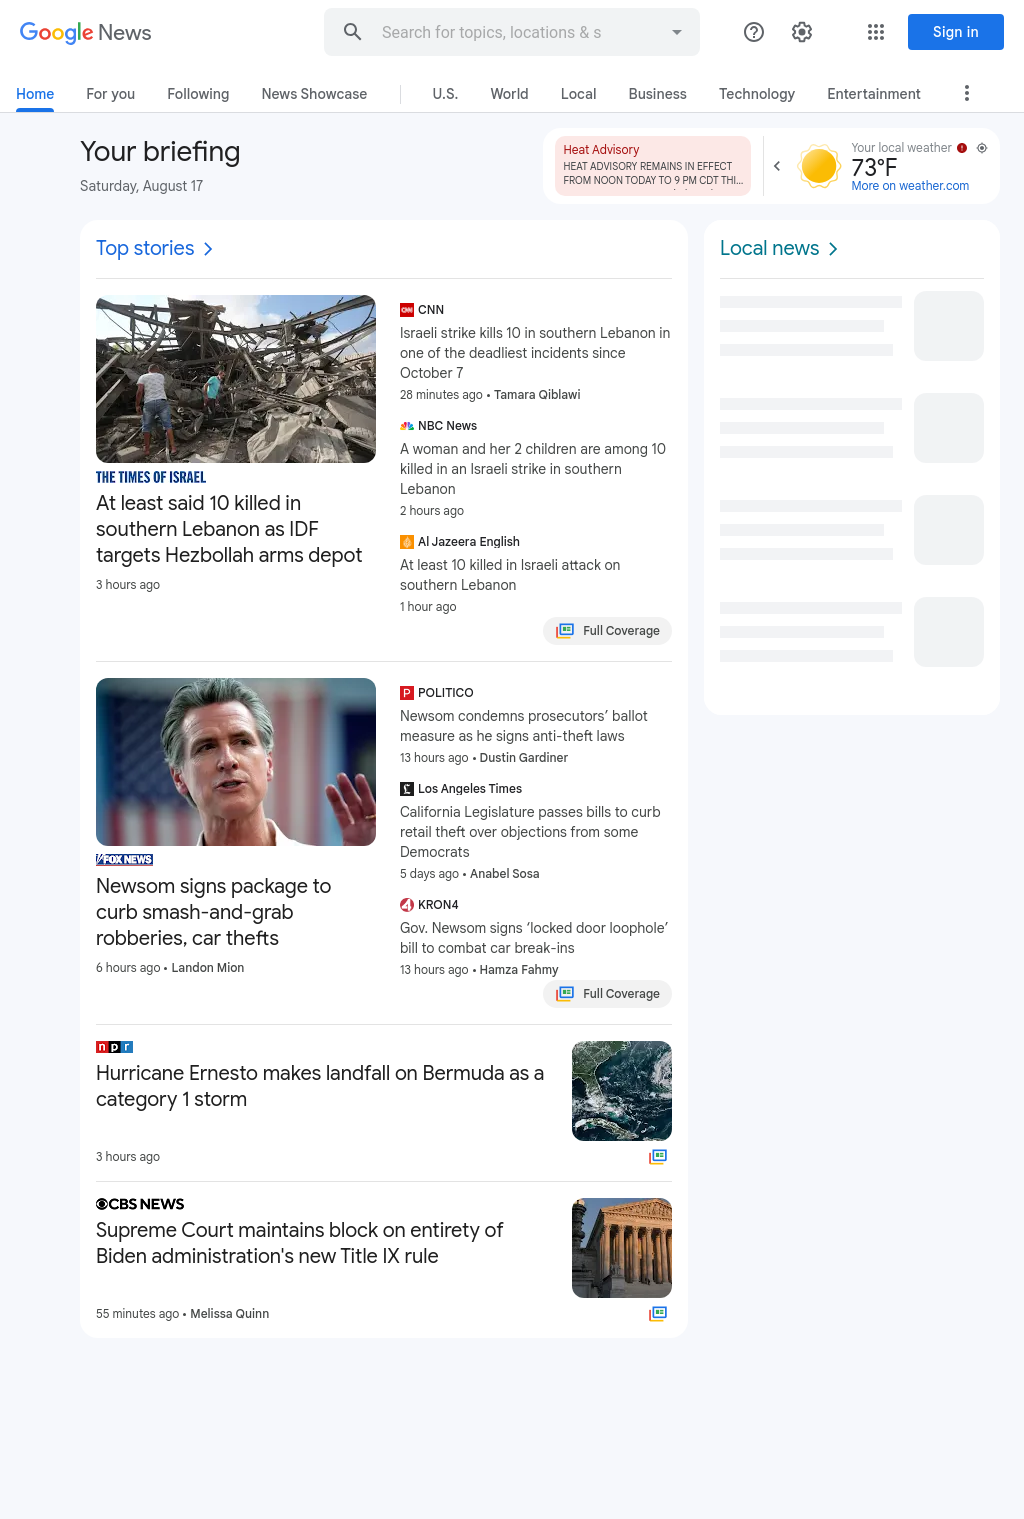 Google News
Search for topics, locations & s
Sign in
Home
For you
Following
News Showcase
U.S.
World
Local
Business
Technology
Entertainment
Your briefing
Saturday, August 17
Heat Advisory
HEAT ADVISORY REMAINS IN EFFECT
FROM NOON TODAY TO 9 PM CDT THI…
Your local weather
73°F
More on weather.com
Top stories
THE TIMES OF ISRAEL
At least said 10 killed in
southern Lebanon as IDF
targets Hezbollah arms depot
3 hours ago
CNN
Israeli strike kills 10 in southern Lebanon in
one of the deadliest incidents since
October 7
28 minutes ago • Tamara Qiblawi
NBC News
A woman and her 2 children are among 10
killed in an Israeli strike in southern
Lebanon
2 hours ago
Al Jazeera English
At least 10 killed in Israeli attack on
southern Lebanon
1 hour ago
Full Coverage
FOX NEWS
Newsom signs package to
curb smash-and-grab
robberies, car thefts
6 hours ago • Landon Mion
POLITICO
Newsom condemns prosecutors’ ballot
measure as he signs anti-theft laws
13 hours ago • Dustin Gardiner
Los Angeles Times
California Legislature passes bills to curb
retail theft over objections from some
Democrats
5 days ago • Anabel Sosa
KRON4
Gov. Newsom signs ‘locked door loophole’
bill to combat car break-ins
13 hours ago • Hamza Fahmy
Full Coverage
npr
Hurricane Ernesto makes landfall on Bermuda as a
category 1 storm
3 hours ago
CBS NEWS
Supreme Court maintains block on entirety of
Biden administration's new Title IX rule
55 minutes ago • Melissa Quinn
Local news